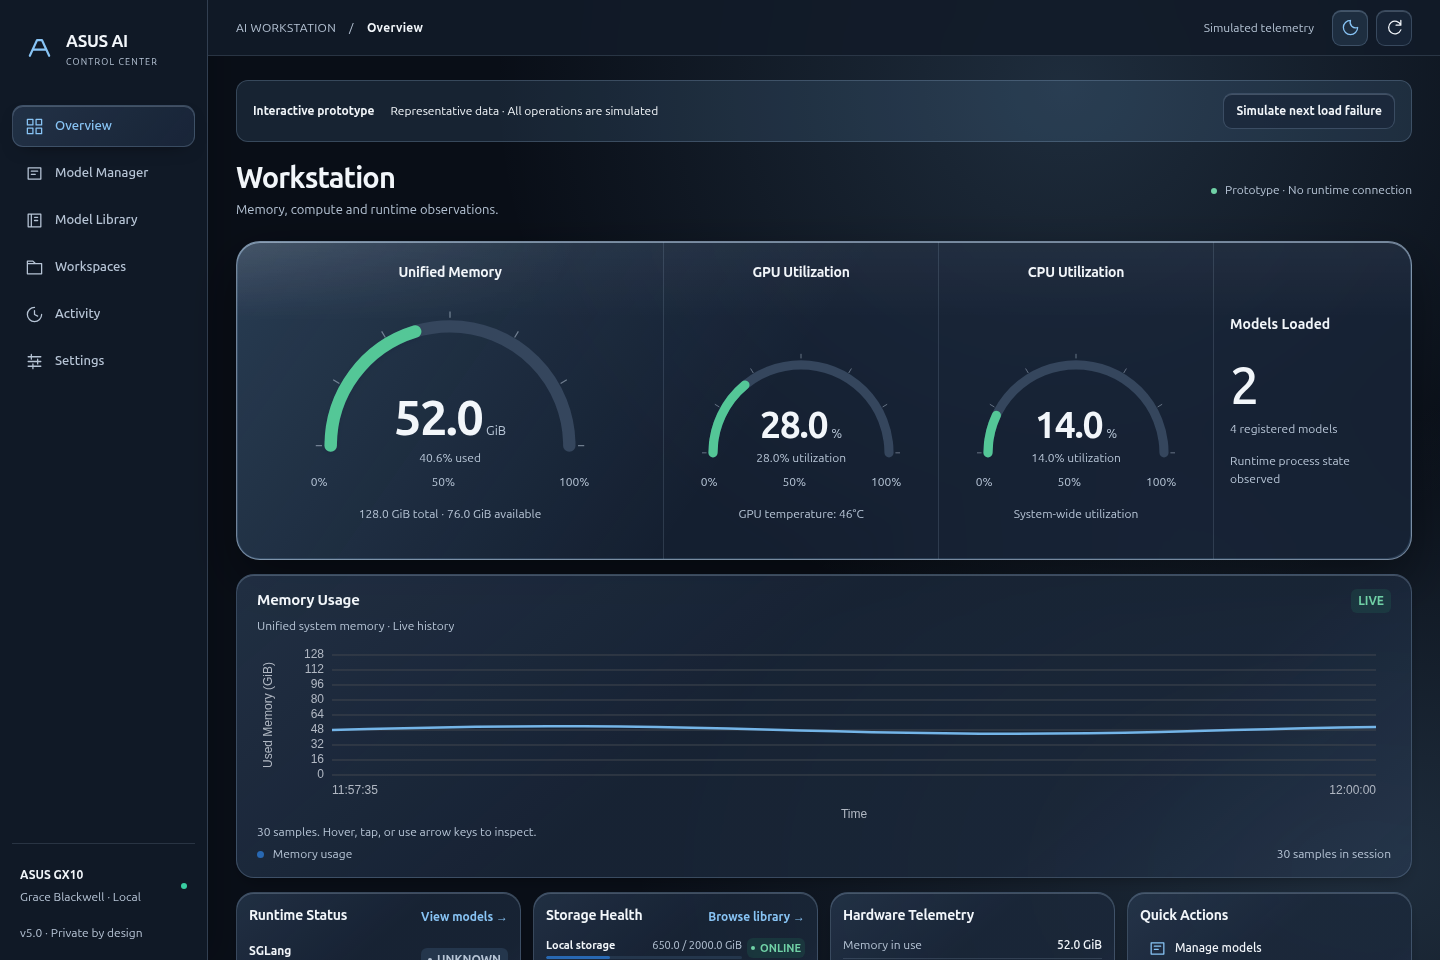 ASUS AI
CONTROL CENTER
Overview
Model Manager
Model Library
Workspaces
Activity
Settings
ASUS GX10
Grace Blackwell · Local
v5.0 · Private by design
AI WORKSTATION / Overview
Simulated telemetry
Interactive prototype Representative data · All operations are simulated
Simulate next load failure
Workstation
Memory, compute and runtime observations.
Prototype · No runtime connection
Unified Memory
52.0 GiB
40.6% used
0% 50% 100%
128.0 GiB total · 76.0 GiB available
GPU Utilization
28.0 %
28.0% utilization
0% 50% 100%
GPU temperature: 46°C
CPU Utilization
14.0 %
14.0% utilization
0% 50% 100%
System-wide utilization
Models Loaded
2
4 registered models
Runtime process state
observed
Memory Usage
LIVE
Unified system memory · Live history
Used Memory (GiB)
128
112
96
80
64
48
32
16
0
11:57:35 12:00:00
Time
30 samples. Hover, tap, or use arrow keys to inspect.
Memory usage
30 samples in session
Runtime Status
View models →
SGLang
UNKNOWN
Storage Health
Browse library →
Local storage 650.0 / 2000.0 GiB
ONLINE
Hardware Telemetry
Memory in use 52.0 GiB
Quick Actions
Manage models